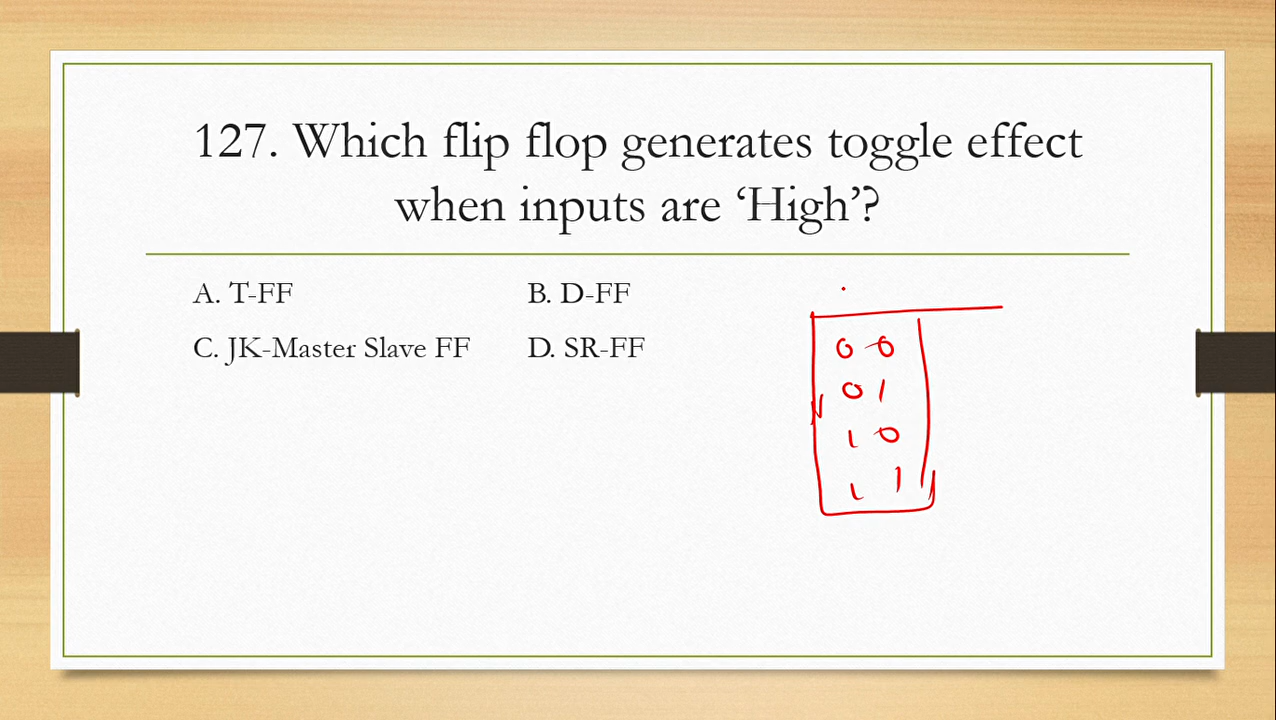 127. Which flip flop generates toggle effect
when inputs are ‘High’?
A. T-FF B. D-FF
C. JK-Master Slave FF D. SR-FF
0 0
0 1
1 0
1 1